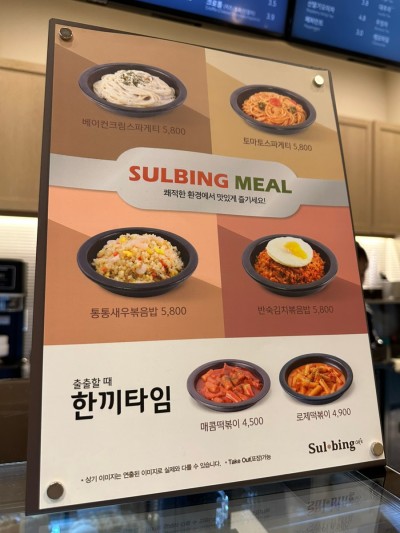 베이컨크림스파게티 5,800
토마토스파게티 5,800
SULBING MEAL
쾌적한 환경에서 맛있게 즐기세요!
통통새우볶음밥 5,800
반숙김치볶음밥 5,800
출출할 때
한끼타임
매콤떡볶이 4,500
로제떡볶이 4,900
Sul•bing cafe
• 상기 이미지는 연출된 이미지로 실제와 다를 수 있습니다. • Take Out(포장)가능